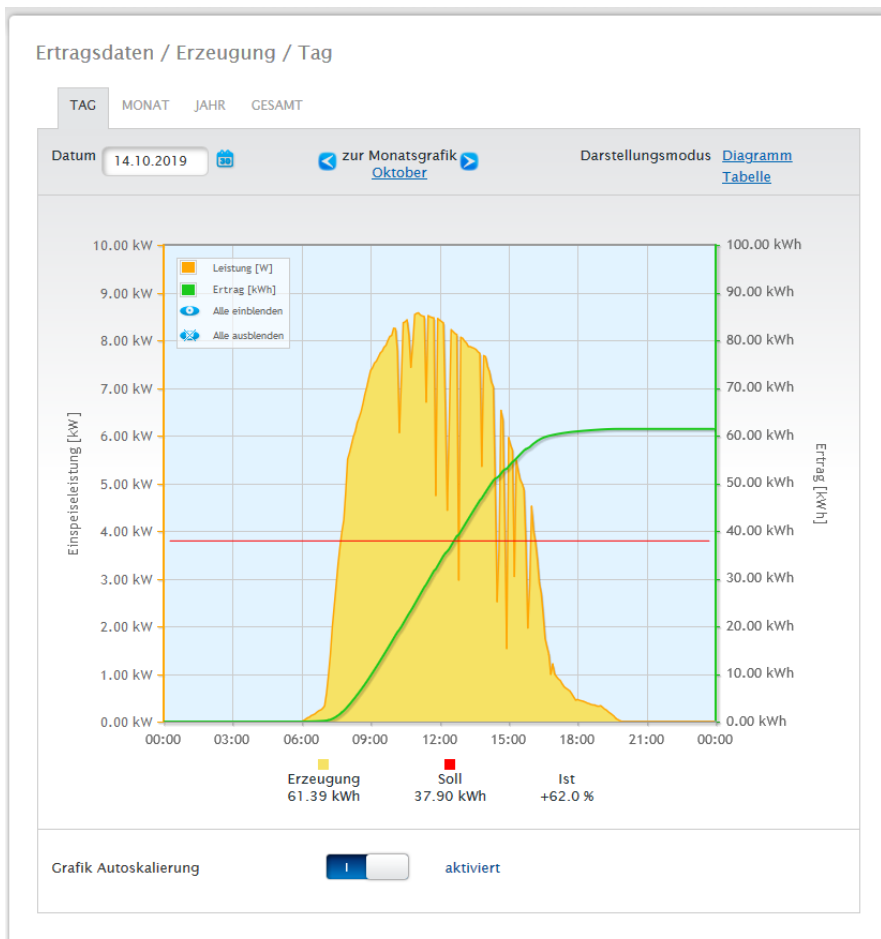 Ertragsdaten / Erzeugung / Tag
TAG MONAT JAHR GESAMT
Datum 14.10.2019 30 zur Monatsgrafik Darstellungsmodus Diagramm
Oktober Tabelle
10.00 kW 100.00 kWh
Leistung [W]
Ertrag [kWh]
Alle einblenden
Alle ausblenden
9.00 kW 90.00 kWh
8.00 kW 80.00 kWh
7.00 kW 70.00 kWh
6.00 kW 60.00 kWh
5.00 kW 50.00 kWh
4.00 kW 40.00 kWh
3.00 kW 30.00 kWh
2.00 kW 20.00 kWh
1.00 kW 10.00 kWh
0.00 kW 0.00 kWh
Einspeiseleistung [kW]
Ertrag [kWh]
00:00 03:00 06:00 09:00 12:00 15:00 18:00 21:00 00:00
Erzeugung Soll Ist
61.39 kWh 37.90 kWh +62.0 %
Grafik Autoskalierung I aktiviert